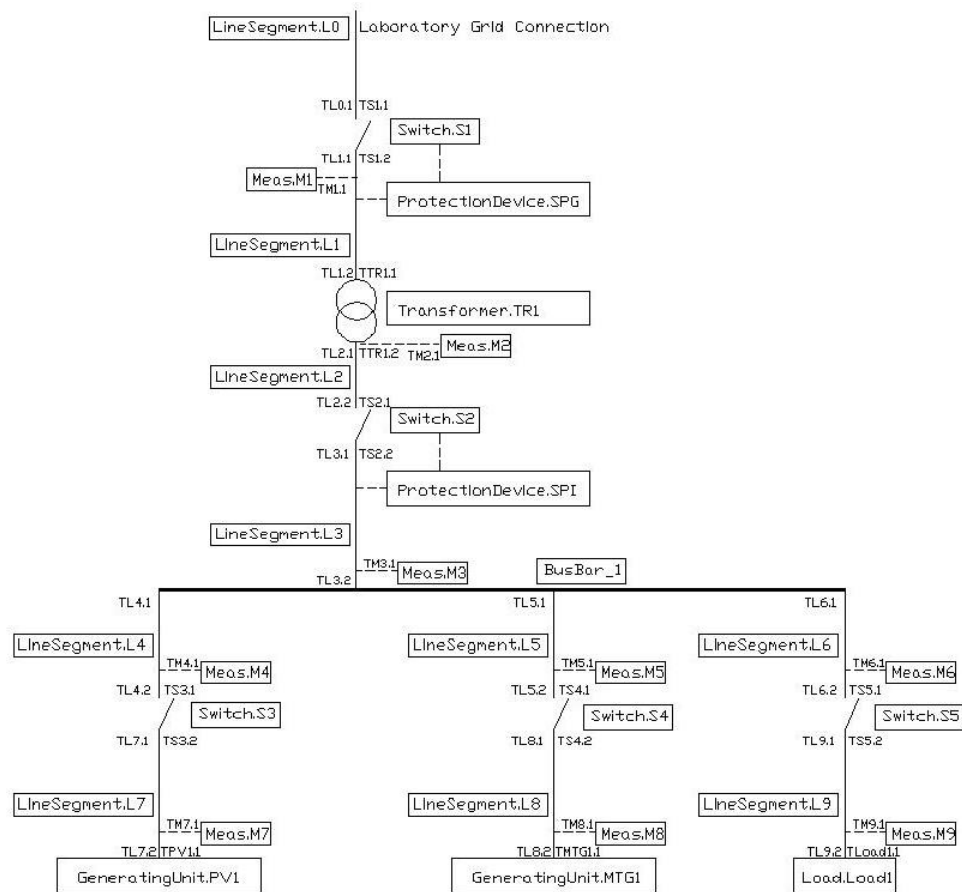 LineSegment.L0 Laboratory Grid Connection
TL0.1 TS1.1
Switch.S1
TL1.1 TS1.2
Meas.M1
TM1.1
ProtectionDevice.SPG
LineSegment.L1
TL1.2 TTR1.1
Transformer.TR1
Meas.M2
TL2.1 TTR1.2 TM2.1
LineSegment.L2
TL2.2 TS2.1
Switch.S2
TL3.1 TS2.2
ProtectionDevice.SPI
LineSegment.L3
TM3.1
Meas.M3
BusBar_1
TL3.2
TL4.1 TL5.1 TL6.1
LineSegment.L4 LineSegment.L5 LineSegment.L6
TM4.1 TM5.1 TM6.1
Meas.M4 Meas.M5 Meas.M6
TL4.2 TS3.1 TL5.2 TS4.1 TL6.2 TS5.1
Switch.S3 Switch.S4 Switch.S5
TL7.1 TS3.2 TL8.1 TS4.2 TL9.1 TS5.2
LineSegment.L7 LineSegment.L8 LineSegment.L9
TM7.1 TM8.1 TM9.1
Meas.M7 Meas.M8 Meas.M9
TL7.2 TPV1.1 TL8.2 TMTG1.1 TL9.2 TLoad1.1
GeneratingUnit.PV1 GeneratingUnit.MTG1 Load.Load1